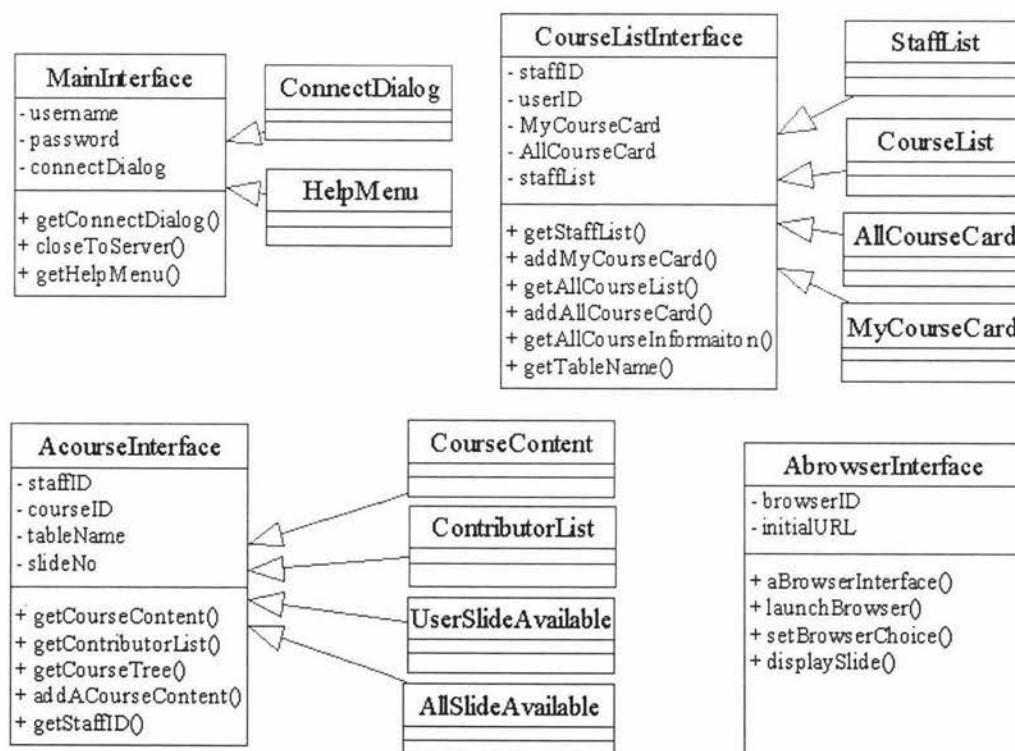 MainInterface
- username
- password
- connectDialog
+ getConnectDialog()
+ closeToServer()
+ getHelpMenu()
ConnectDialog
HelpMenu
CourseListInterface
- staffID
- userID
- MyCourseCard
- AllCourseCard
- staffList
+ getStaffList()
+ addMyCourseCard()
+ getAllCourseList()
+ addAllCourseCard()
+ getAllCourseInformaiton()
+ getTableName()
StaffList
CourseList
AllCourseCard
MyCourseCard
AcourseInterface
- staffID
- courseID
- tableName
- slideNo
+ getCourseContent()
+ getContributorList()
+ getCourseTree()
+ addACourseContent()
+ getStaffID()
CourseContent
ContributorList
UserSlideAvailable
AllSlideAvailable
AbrowserInterface
- browserID
- initialURL
+ aBrowserInterface()
+ launchBrowser()
+ setBrowserChoice()
+ displaySlide()